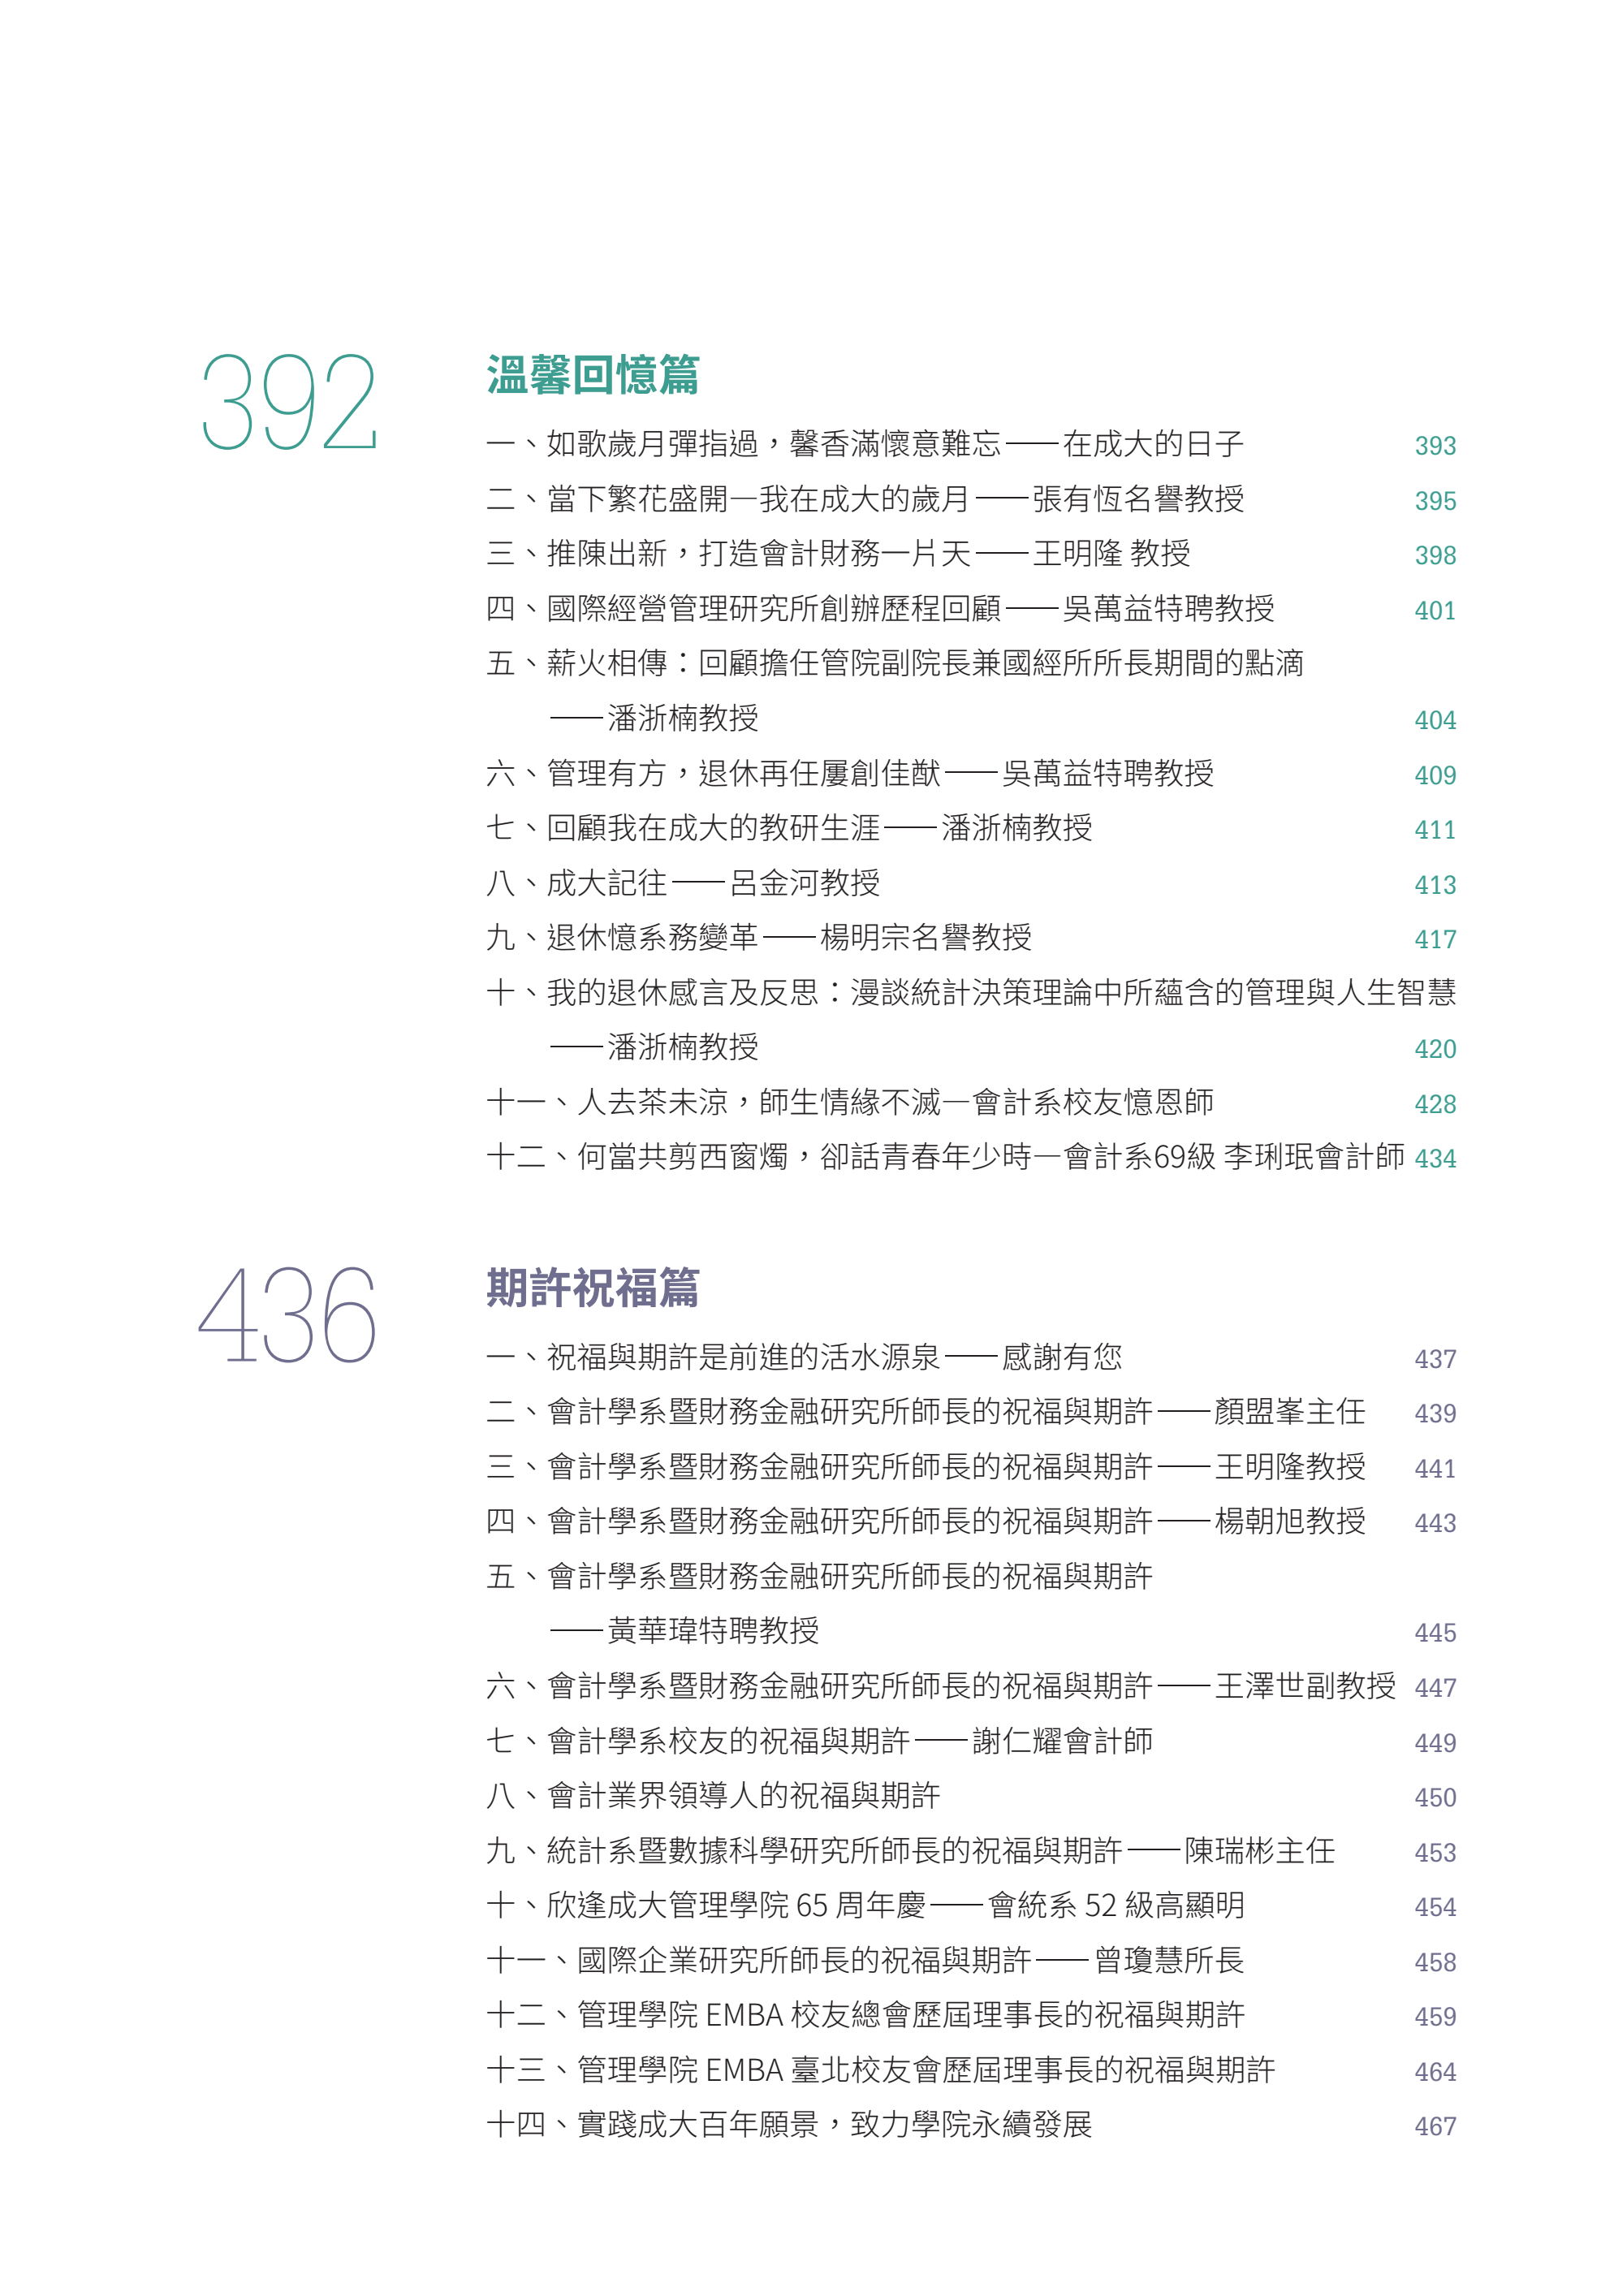 392
溫馨回憶篇
一、如歌歲月彈指過，馨香滿懷意難忘——在成大的日子 393
二、當下繁花盛開—我在成大的歲月——張有恆名譽教授 395
三、推陳出新，打造會計財務一片天——王明隆 教授 398
四、國際經營管理研究所創辦歷程回顧——吳萬益特聘教授 401
五、薪火相傳：回顧擔任管院副院長兼國經所所長期間的點滴
——潘浙楠教授 404
六、管理有方，退休再任屢創佳猷——吳萬益特聘教授 409
七、回顧我在成大的教研生涯——潘浙楠教授 411
八、成大記往——呂金河教授 413
九、退休憶系務變革——楊明宗名譽教授 417
十、我的退休感言及反思：漫談統計決策理論中所蘊含的管理與人生智慧
——潘浙楠教授 420
十一、人去茶未涼，師生情緣不滅—會計系校友憶恩師 428
十二、何當共剪西窗燭，卻話青春年少時—會計系69級 李琍珉會計師 434
436
期許祝福篇
一、祝福與期許是前進的活水源泉——感謝有您 437
二、會計學系暨財務金融研究所師長的祝福與期許——顏盟峯主任 439
三、會計學系暨財務金融研究所師長的祝福與期許——王明隆教授 441
四、會計學系暨財務金融研究所師長的祝福與期許——楊朝旭教授 443
五、會計學系暨財務金融研究所師長的祝福與期許
——黃華瑋特聘教授 445
六、會計學系暨財務金融研究所師長的祝福與期許——王澤世副教授 447
七、會計學系校友的祝福與期許——謝仁耀會計師 449
八、會計業界領導人的祝福與期許 450
九、統計系暨數據科學研究所師長的祝福與期許——陳瑞彬主任 453
十、欣逢成大管理學院 65 周年慶——會統系 52 級高顯明 454
十一、國際企業研究所師長的祝福與期許——曾瓊慧所長 458
十二、管理學院 EMBA 校友總會歷屆理事長的祝福與期許 459
十三、管理學院 EMBA 臺北校友會歷屆理事長的祝福與期許 464
十四、實踐成大百年願景，致力學院永續發展 467